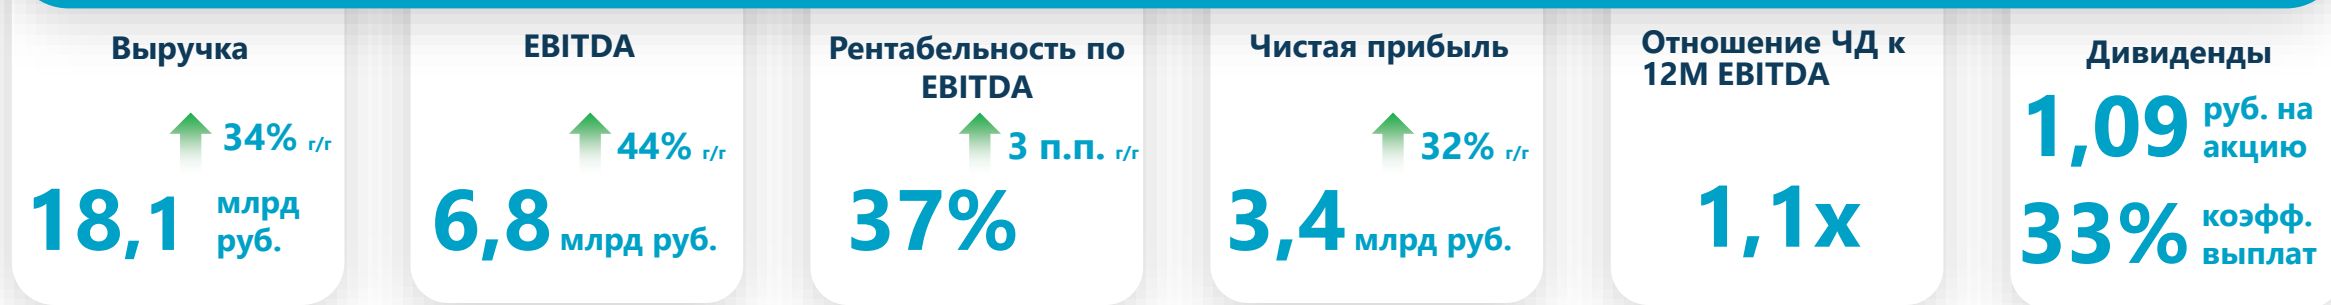 Выручка
34% г/г
18,1 млрд
руб.
EBITDA
44% г/г
6,8 млрд руб.
Рентабельность по
EBITDA
3 п.п. г/г
37%
Чистая прибыль
32% г/г
3,4 млрд руб.
Отношение ЧД к
12М EBITDA
1,1x
Дивиденды
1,09 руб. на
акцию
33% коэфф.
выплат